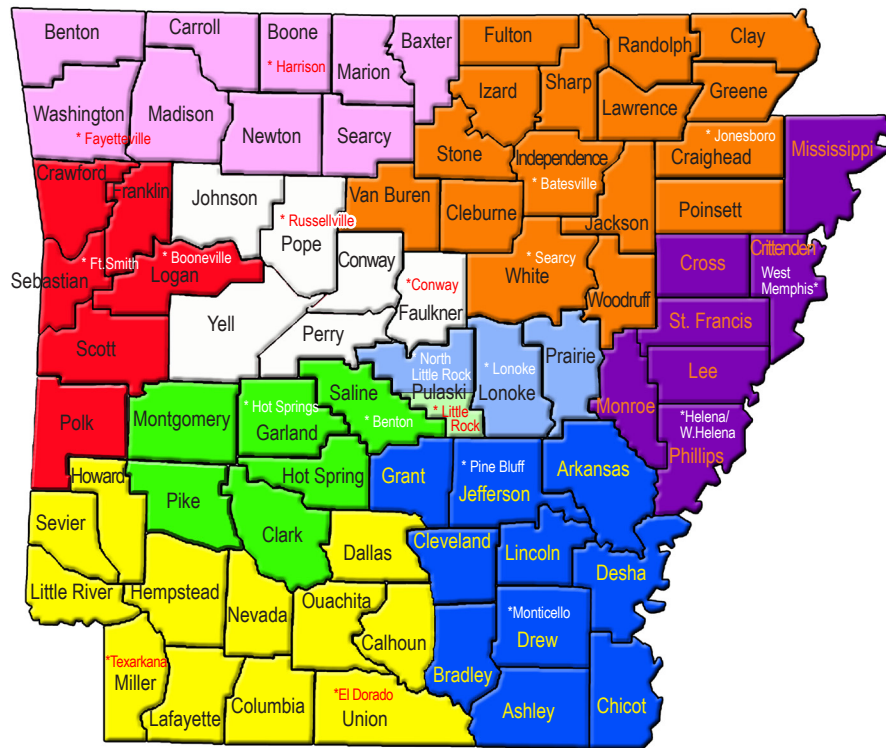 Benton
Carroll
Boone
* Harrison
Marion
Baxter
Fulton
Randolph
Clay
Izard
Sharp
Lawrence
Greene
Washington
* Fayetteville
Madison
Newton
Searcy
Stone
Independence
* Batesville
* Jonesboro
Craighead
Mississippi
Crawford
Franklin
Johnson
* Russellville
Pope
Van Buren
Cleburne
Jackson
Poinsett
Sebastian
* Ft.Smith
* Booneville
Logan
Conway
*Conway
Faulkner
* Searcy
White
Woodruff
Cross
Crittenden
West
Memphis*
Yell
Perry
St. Francis
Scott
North
Little Rock
Pulaski
* Little
Rock
* Lonoke
Lonoke
Prairie
Lee
Monroe
Polk
Montgomery
* Hot Springs
Garland
Saline
* Benton
*Helena/
W.Helena
Phillips
Howard
Pike
Hot Spring
Clark
Grant
* Pine Bluff
Jefferson
Arkansas
Sevier
Dallas
Cleveland
Lincoln
Desha
Little River
Hempstead
Nevada
Ouachita
Calhoun
*Monticello
Drew
Bradley
*Texarkana
Miller
Lafayette
Columbia
*El Dorado
Union
Ashley
Chicot